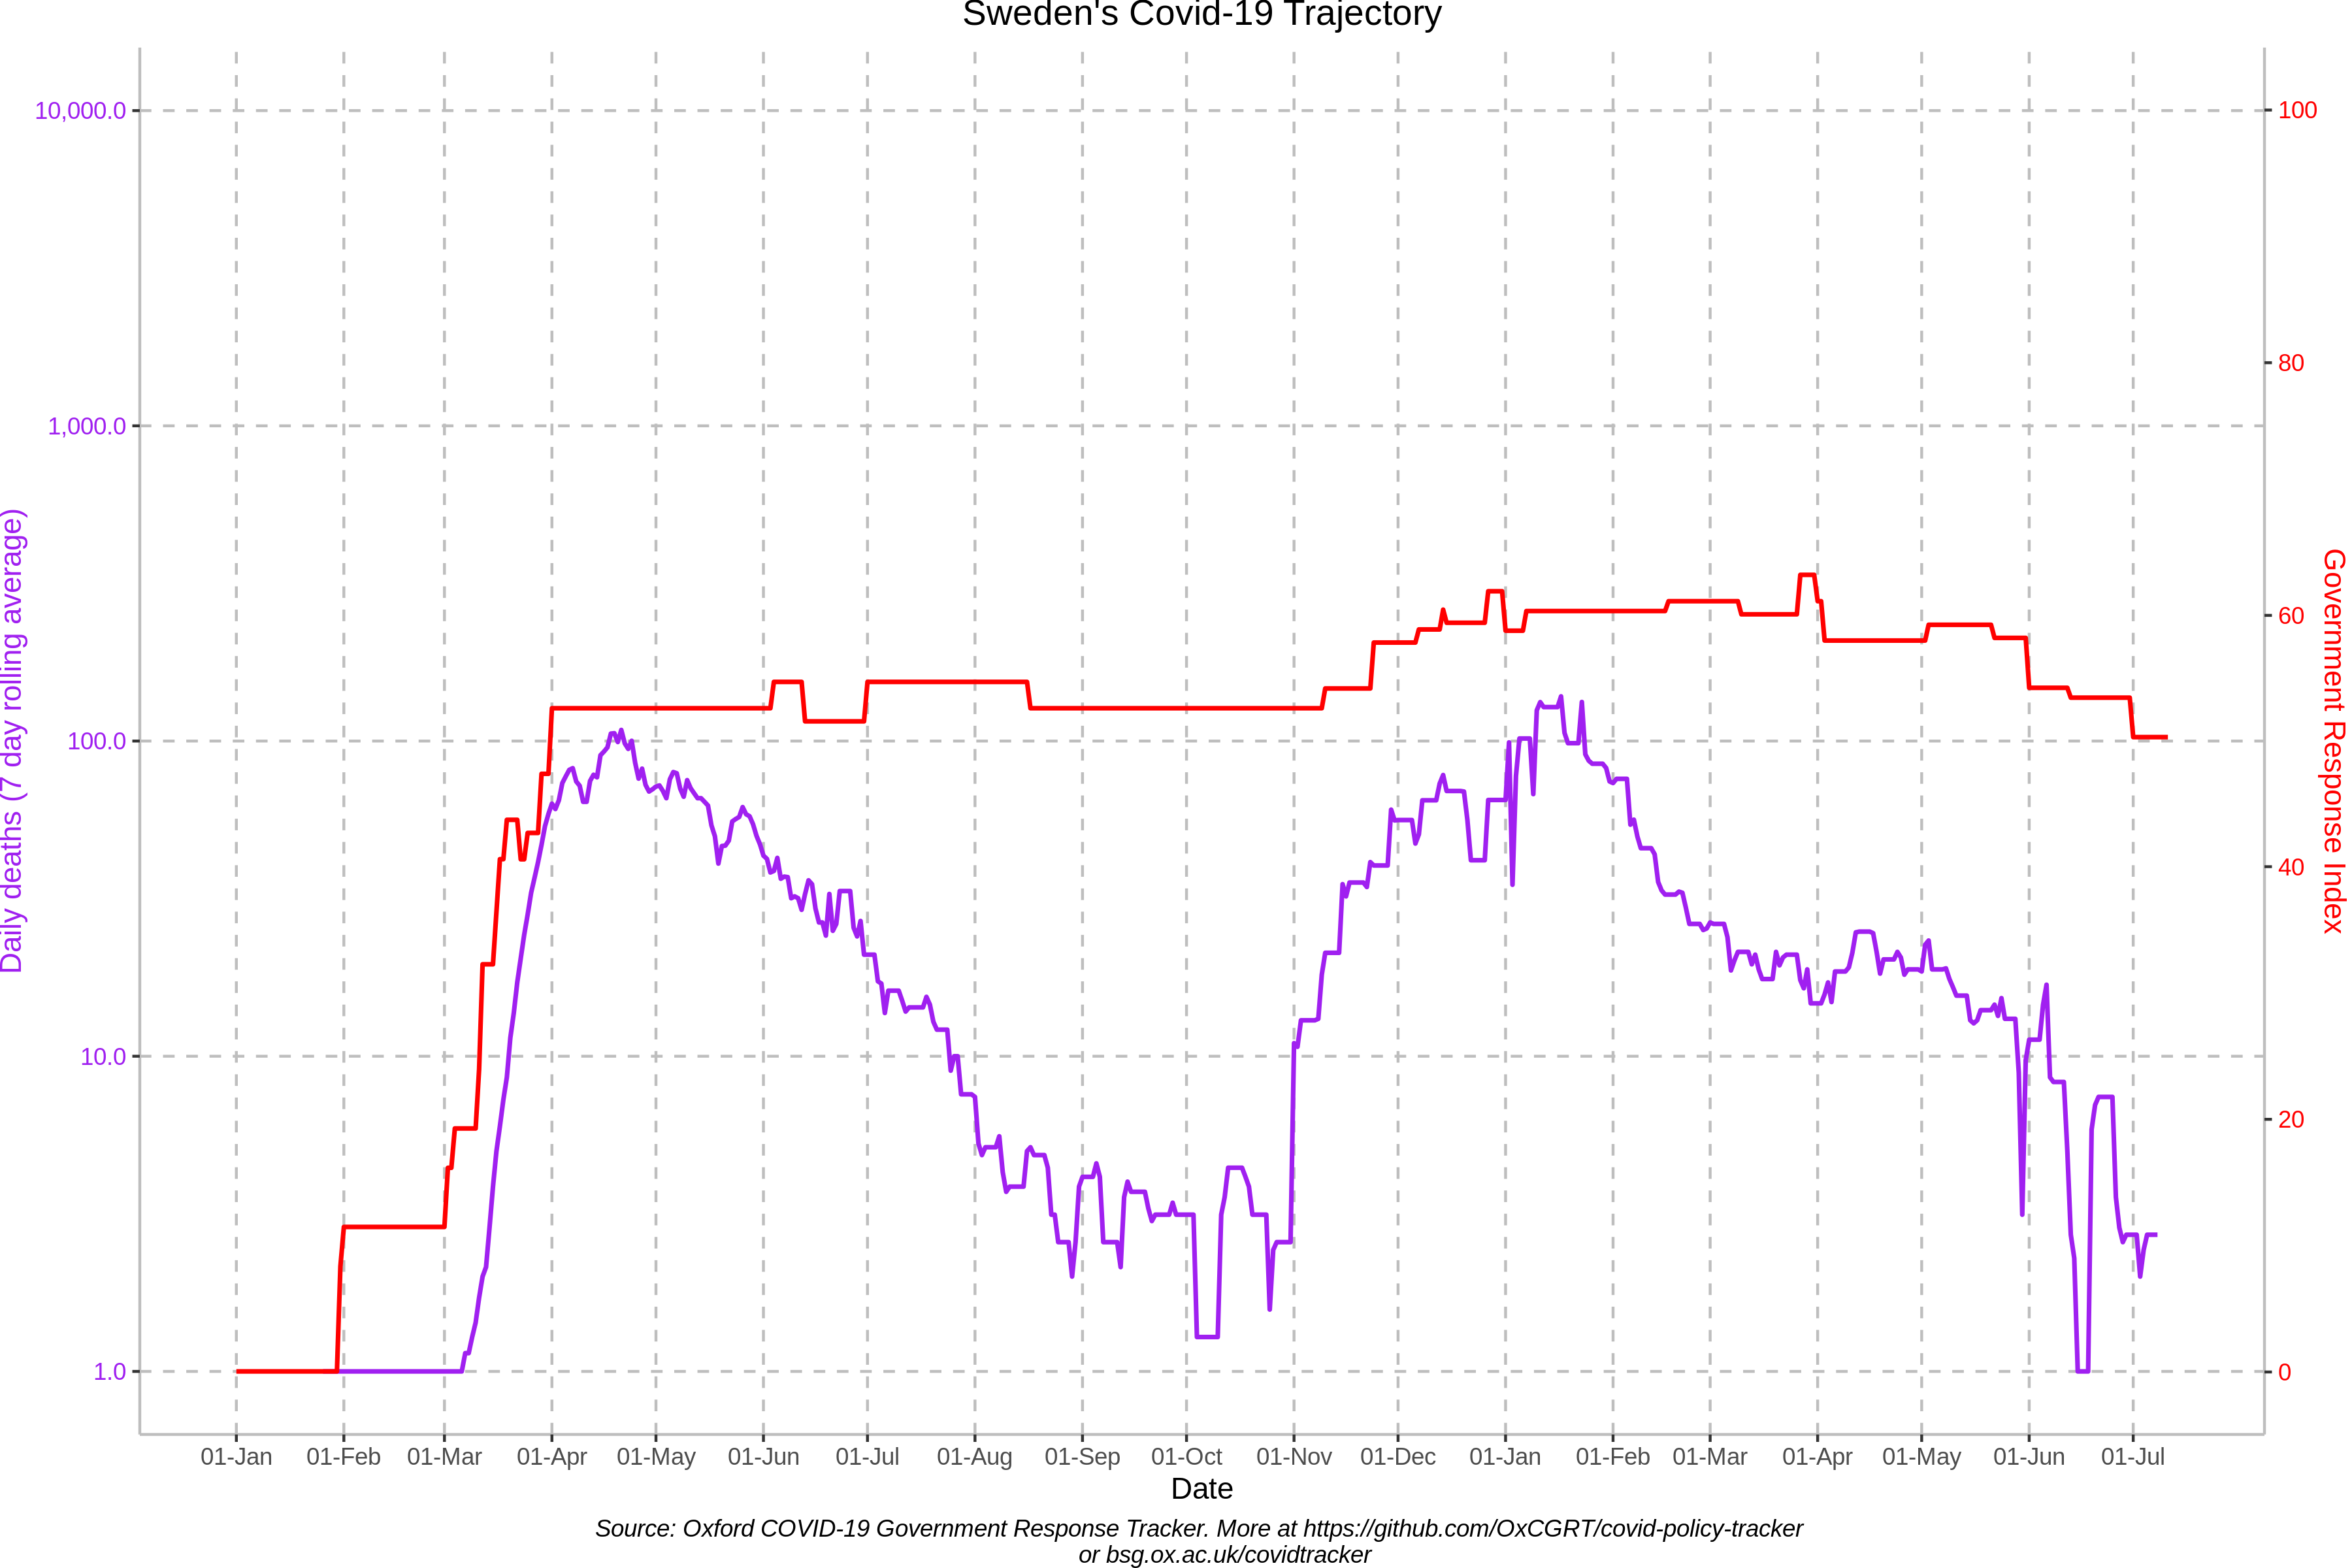 Sweden's Covid-19 Trajectory
10,000.0
1,000.0
100.0
10.0
1.0
Daily deaths (7 day rolling average)
100
80
60
40
20
0
Government Response Index
01-Jan 01-Feb 01-Mar 01-Apr 01-May 01-Jun 01-Jul 01-Aug 01-Sep 01-Oct 01-Nov 01-Dec 01-Jan 01-Feb 01-Mar 01-Apr 01-May 01-Jun 01-Jul
Date
Source: Oxford COVID-19 Government Response Tracker. More at https://github.com/OxCGRT/covid-policy-tracker
or bsg.ox.ac.uk/covidtracker